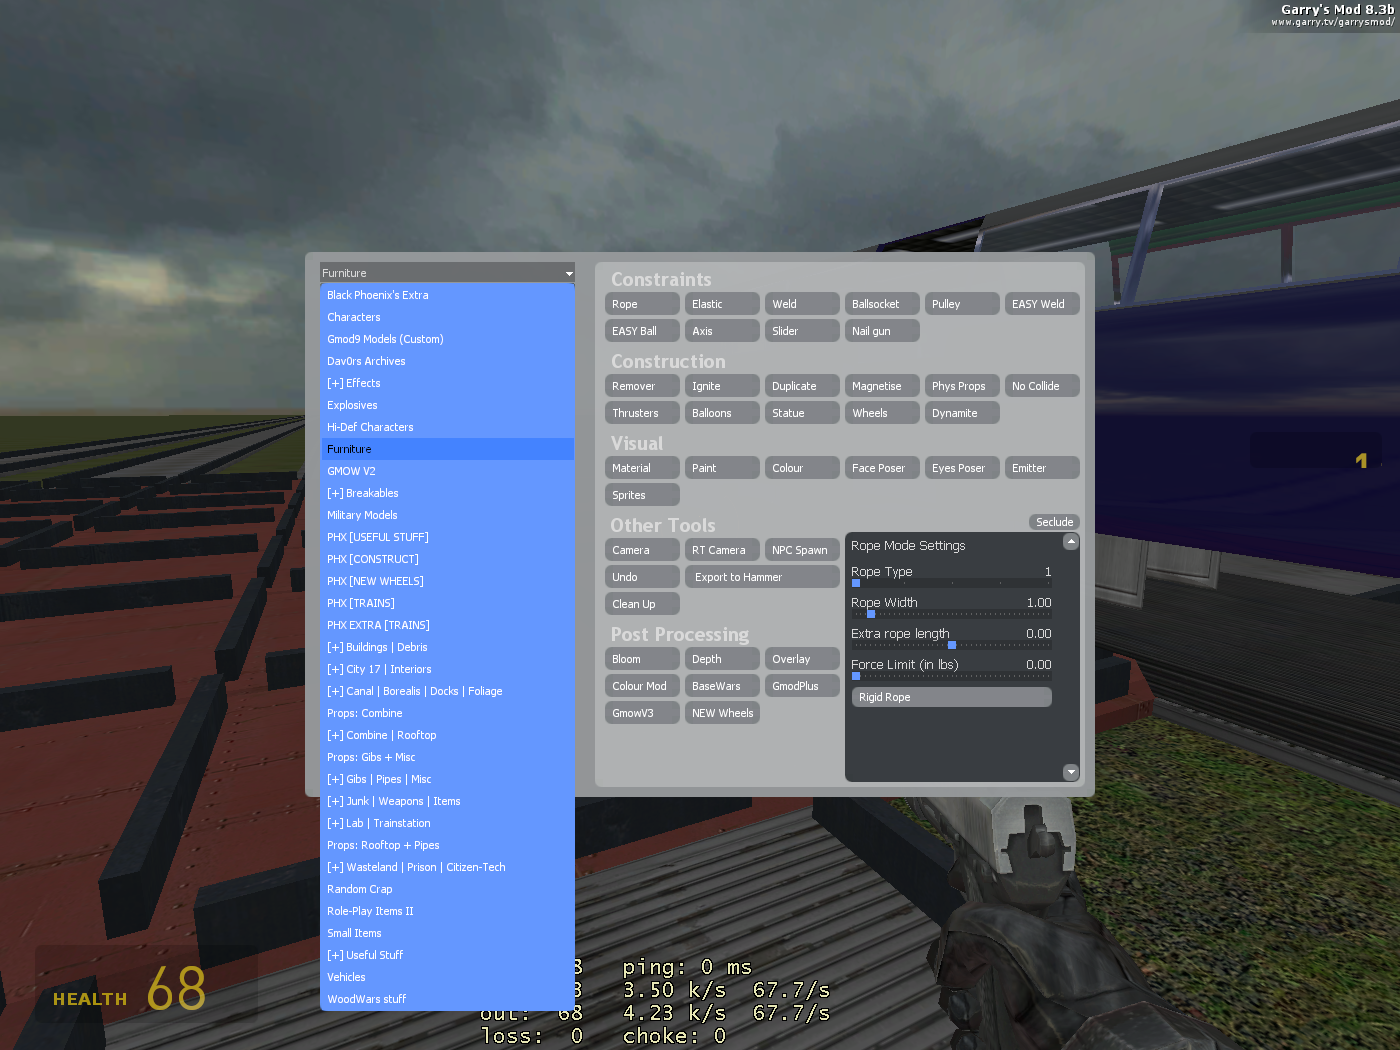 Garry's Mod 8.3b
www.garry.tv/garrysmod/
Furniture
Black Phoenix's Extra
Characters
Gmod9 Models (Custom)
Dav0rs Archives
[+] Effects
Explosives
Hi-Def Characters
Furniture
GMOW V2
[+] Breakables
Military Models
PHX [USEFUL STUFF]
PHX [CONSTRUCT]
PHX [NEW WHEELS]
PHX [TRAINS]
PHX EXTRA [TRAINS]
[+] Buildings | Debris
[+] City 17 | Interiors
[+] Canal | Borealis | Docks | Foliage
Props: Combine
[+] Combine | Rooftop
Props: Gibs + Misc
[+] Gibs | Pipes | Misc
[+] Junk | Weapons | Items
[+] Lab | Trainstation
Props: Rooftop + Pipes
[+] Wasteland | Prison | Citizen-Tech
Random Crap
Role-Play Items II
Small Items
[+] Useful Stuff
Vehicles
WoodWars stuff
Constraints
Rope Elastic Weld Ballsocket Pulley EASY Weld
EASY Ball Axis Slider Nail gun
Construction
Remover Ignite Duplicate Magnetise Phys Props No Collide
Thrusters Balloons Statue Wheels Dynamite
Visual
Material Paint Colour Face Poser Eyes Poser Emitter
Sprites
Other Tools
Camera RT Camera NPC Spawn
Undo Export to Hammer
Clean Up
Post Processing
Bloom Depth Overlay
Colour Mod BaseWars GmodPlus
GmowV3 NEW Wheels
Seclude
Rope Mode Settings
Rope Type 1
Rope Width 1.00
Extra rope length 0.00
Force Limit (in lbs) 0.00
Rigid Rope
1
HEALTH 68
8 ping: 0 ms
3 3.50 k/s 67.7/s
out: 68 4.23 k/s 67.7/s
loss: 0 choke: 0